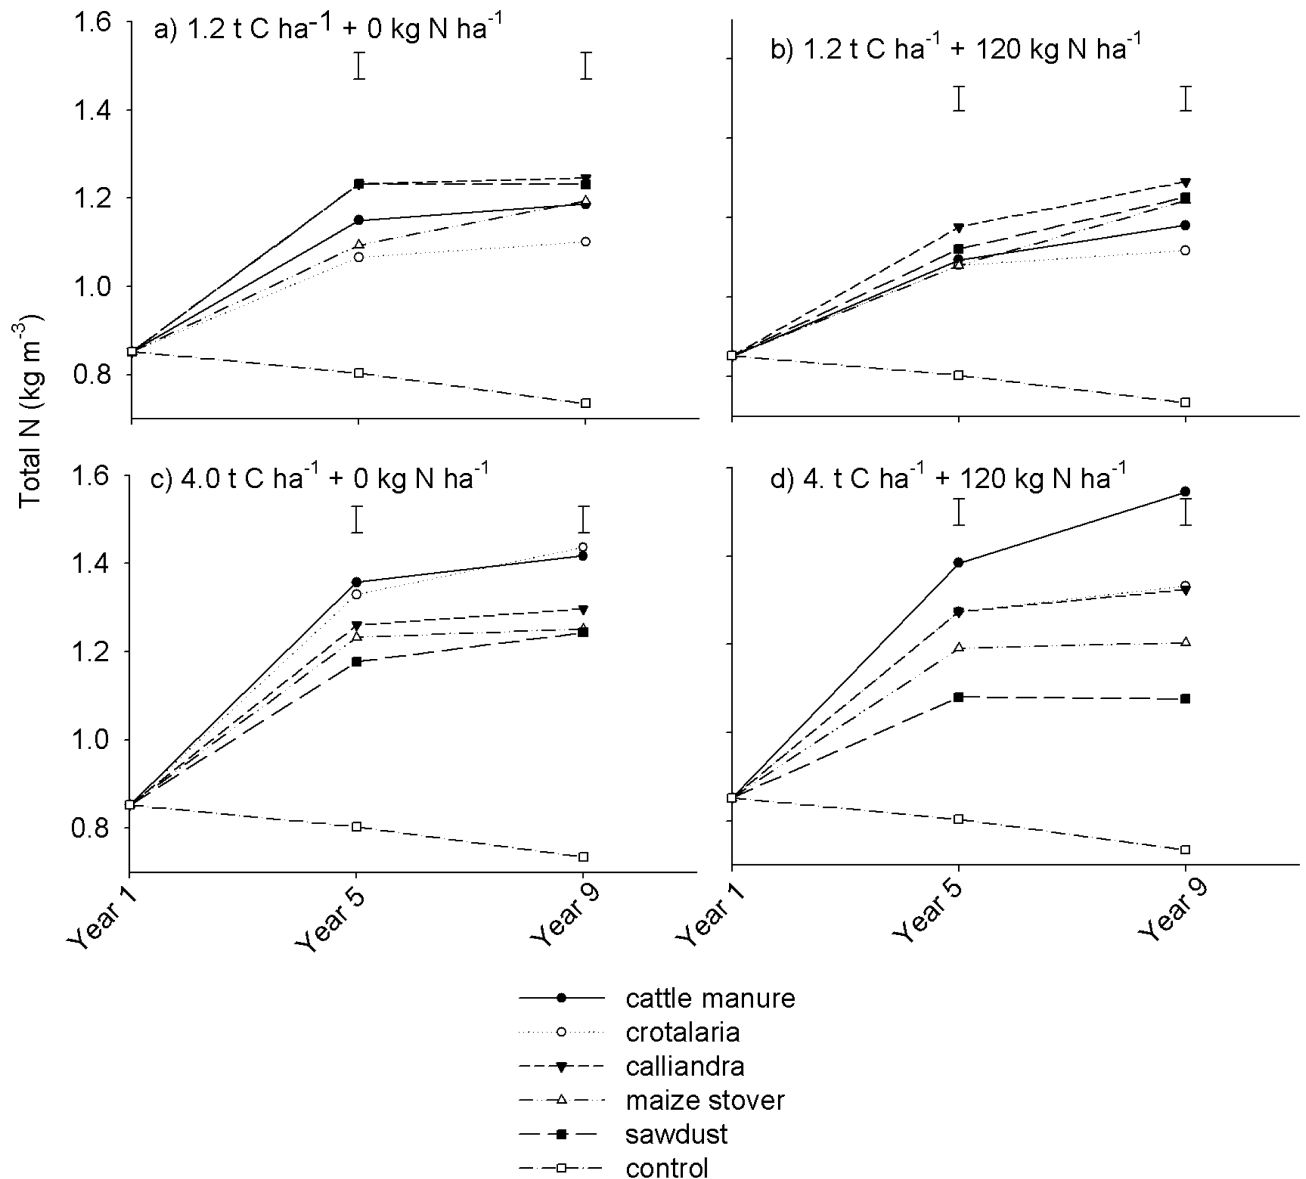 a) 1.2 t C ha⁻¹ + 0 kg N ha⁻¹
b) 1.2 t C ha⁻¹ + 120 kg N ha⁻¹
1.6
1.4
1.2
1.0
0.8
Total N (kg m⁻³)
c) 4.0 t C ha⁻¹ + 0 kg N ha⁻¹
d) 4. t C ha⁻¹ + 120 kg N ha⁻¹
1.6
1.4
1.2
1.0
0.8
Year 1
Year 5
Year 9
Year 1
Year 5
Year 9
cattle manure
crotalaria
calliandra
maize stover
sawdust
control